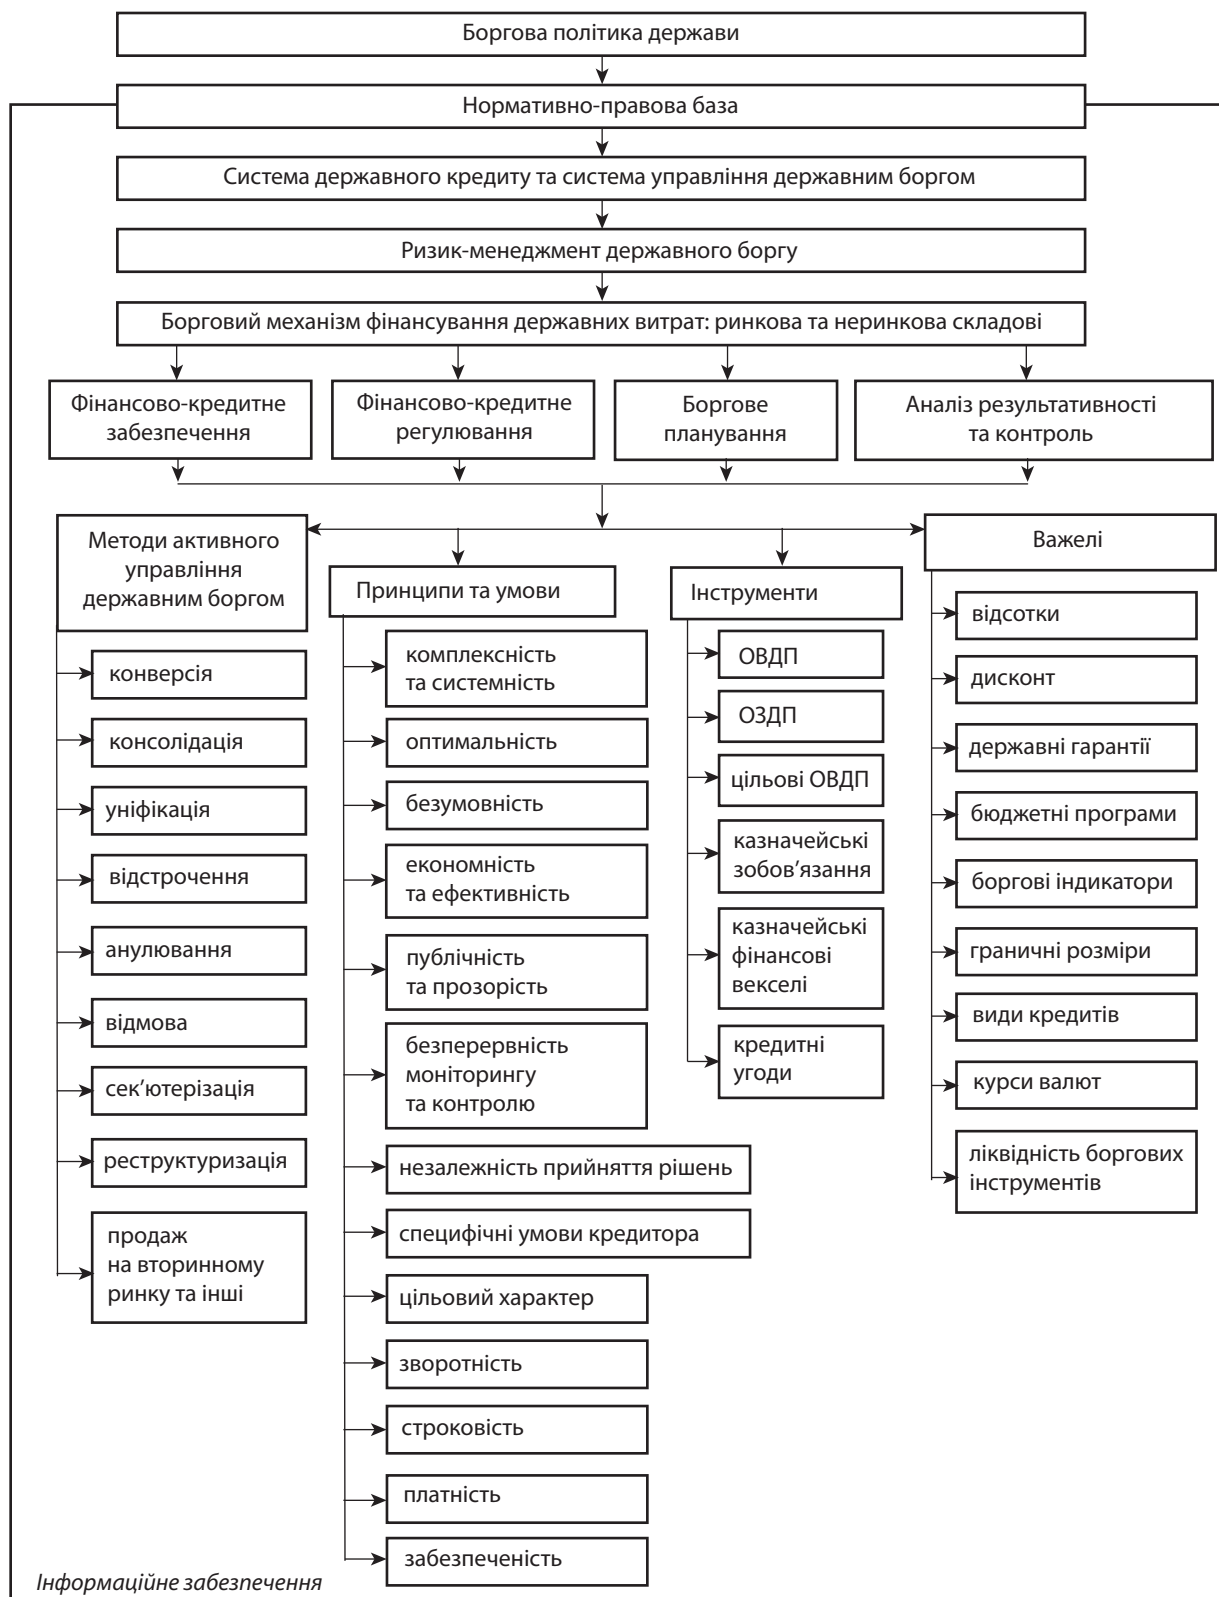 Боргова політика держави
Нормативно-правова база
Система державного кредиту та система управління державним боргом
Ризик-менеджмент державного боргу
Борговий механізм фінансування державних витрат: ринкова та неринкова складові
Фінансово-кредитне
забезпечення
Фінансово-кредитне
регулювання
Боргове
планування
Аналіз результативності
та контроль
Методи активного
управління
державним боргом
конверсія
консолідація
уніфікація
відстрочення
анулювання
відмова
сек’ютерізація
реструктуризація
продаж
на вторинному
ринку та інші
Принципи та умови
комплексність
та системність
оптимальність
безумовність
економність
та ефективність
публічність
та прозорість
безперервність
моніторингу
та контролю
незалежність прийняття рішень
специфічні умови кредитора
цільовий характер
зворотність
строковість
платність
забезпеченість
Інструменти
ОВДП
ОЗДП
цільові ОВДП
казначейські
зобов’язання
казначейські
фінансові
векселі
кредитні
угоди
Важелі
відсотки
дисконт
державні гарантії
бюджетні програми
боргові індикатори
граничні розміри
види кредитів
курси валют
ліквідність боргових
інструментів
Інформаційне забезпечення